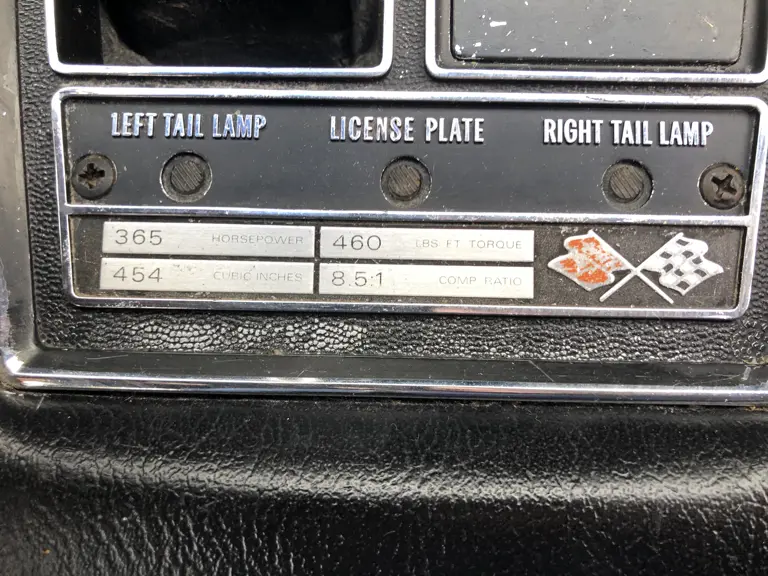 LEFT TAIL LAMP LICENSE PLATE RIGHT TAIL LAMP
365 HORSEPOWER 460 LBS FT TORQUE
454 CUBIC INCHES 8.5:1 COMP RATIO